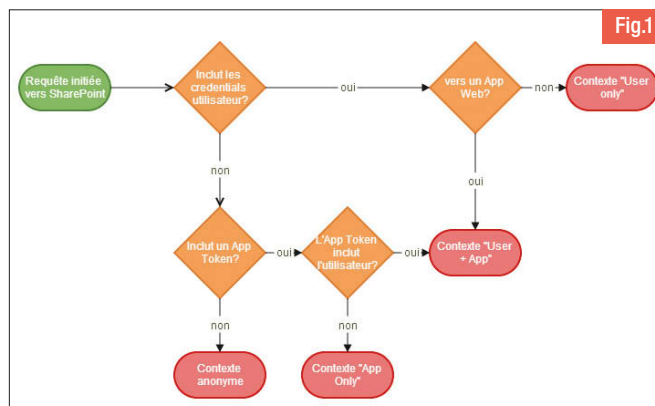 Fig.1
Requête initiée
vers SharePoint
Inclut les
credentials
utilisateur?
oui
vers un App
Web?
non
Contexte "User
only"
non
oui
Inclut un App
Token?
oui
L'App Token
inclut
l'utilisateur?
oui
Contexte "User
+ App"
non
non
Contexte
anonyme
Contexte "App
Only"